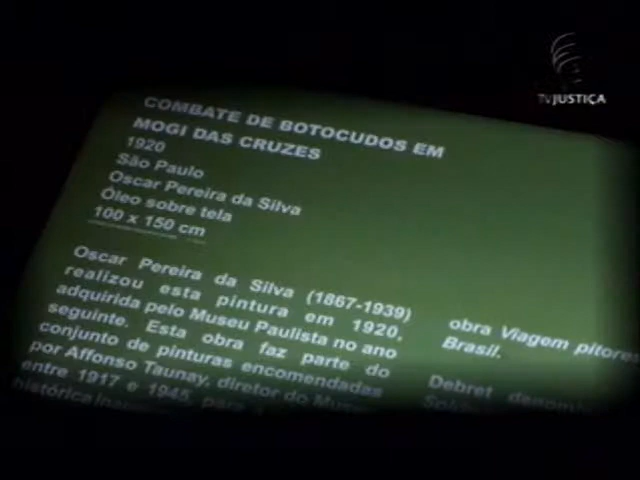 TVJUSTIÇA
COMBATE DE BOTOCUDOS EM
MOGI DAS CRUZES
1920
São Paulo
Oscar Pereira da Silva
Óleo sobre tela
100 x 150 cm
Oscar Pereira da Silva (1867-1939)
realizou esta pintura em 1920,
adquirida pelo Museu Paulista no ano
seguinte. Esta obra faz parte do
conjunto de pinturas encomendadas
por Affonso Taunay, diretor do
entre 1917 e 1945, para
histórica
obra Viagem
Brasil.
Debret